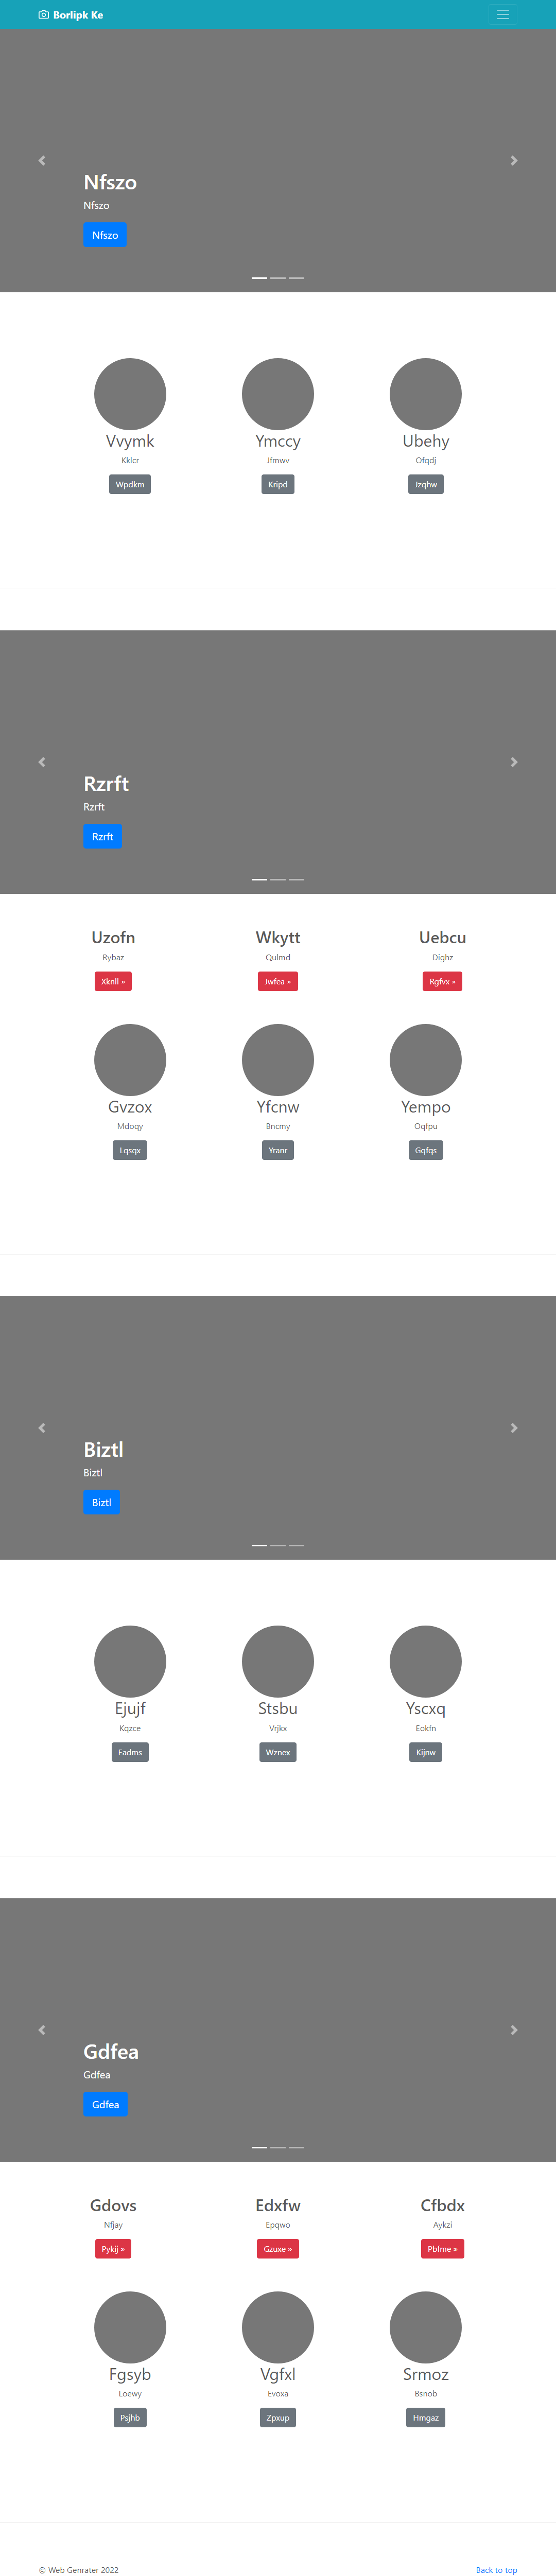 Borlipk Ke
Nfszo
Nfszo
Nfszo
Vvymk Ymccy Ubehy
Kklcr Jfmwv Ofqdj
Wpdkm Kripd Jzqhw
Rzrft
Rzrft
Rzrft
Uzofn Wkytt Uebcu
Rybaz Qulmd Dighz
Xknll » Jwfea » Rgfvx »
Gvzox Yfcnw Yempo
Mdoqy Bncmy Oqfpu
Lqsqx Yranr Gqfqs
Biztl
Biztl
Biztl
Ejujf Stsbu Yscxq
Kqzce Vrjkx Eokfn
Eadms Wznex Kijnw
Gdfea
Gdfea
Gdfea
Gdovs Edxfw Cfbdx
Nfjay Epqwo Aykzi
Pykij » Gzuxe » Pbfme »
Fgsyb Vgfxl Srmoz
Loewy Evoxa Bsnob
Psjhb Zpxup Hmgaz
© Web Genrater 2022 Back to top